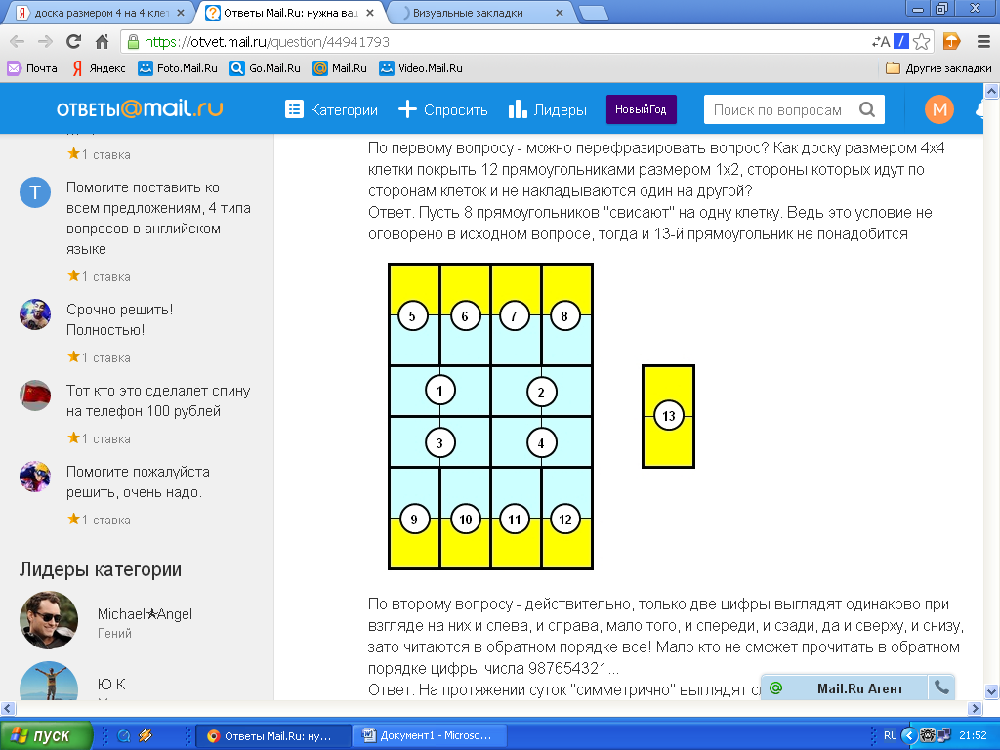 доска размером 4 на 4 клет
Ответы Mail.Ru: нужна ваш
Визуальные закладки
https://otvet.mail.ru/question/44941793
Почта
Яндекс
Foto.Mail.Ru
Go.Mail.Ru
Mail.Ru
Video.Mail.Ru
Другие закладки
ответы@mail.ru
Категории
Спросить
Лидеры
НовыйГод
Поиск по вопросам
М
1 ставка
Т
Помогите поставить ко
всем предложениям, 4 типа
вопросов в английском
языке
1 ставка
Срочно решить!
Полностью!
1 ставка
Тот кто это сделалет спину
на телефон 100 рублей
1 ставка
Помогите пожалуйста
решить, очень надо.
1 ставка
Лидеры категории
Michael★Angel
Гений
Ю К
По первому вопросу - можно перефразировать вопрос? Как доску размером 4х4
клетки покрыть 12 прямоугольниками размером 1х2, стороны которых идут по
сторонам клеток и не накладываются один на другой?
Ответ. Пусть 8 прямоугольников "свисают" на одну клетку. Ведь это условие не
оговорено в исходном вопросе, тогда и 13-й прямоугольник не понадобится
5 6 7 8
1 2
13
3 4
9 10 11 12
По второму вопросу - действительно, только две цифры выглядят одинаково при
взгляде на них и слева, и справа, мало того, и спереди, и сзади, да и сверху, и снизу,
зато читаются в обратном порядке все! Мало кто не сможет прочитать в обратном
порядке цифры числа 987654321...
Ответ. На протяжении суток "симметрично" выглядят
Mail.Ru Агент
пуск
Ответы Mail.Ru: ну...
Документ1 - Microso...
RL
21:52